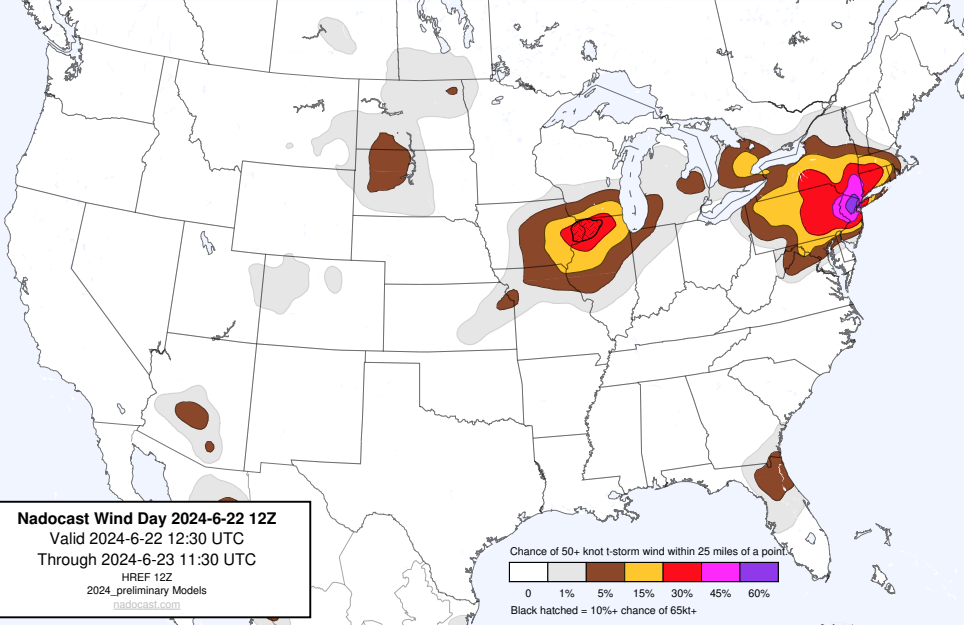 Nadocast Wind Day 2024-6-22 12Z
Valid 2024-6-22 12:30 UTC
Through 2024-6-23 11:30 UTC
HREF 12Z
2024_preliminary Models
nadocast.com
Chance of 50+ knot t-storm wind within 25 miles of a point.
0 1% 5% 15% 30% 45% 60%
Black hatched = 10%+ chance of 65kt+